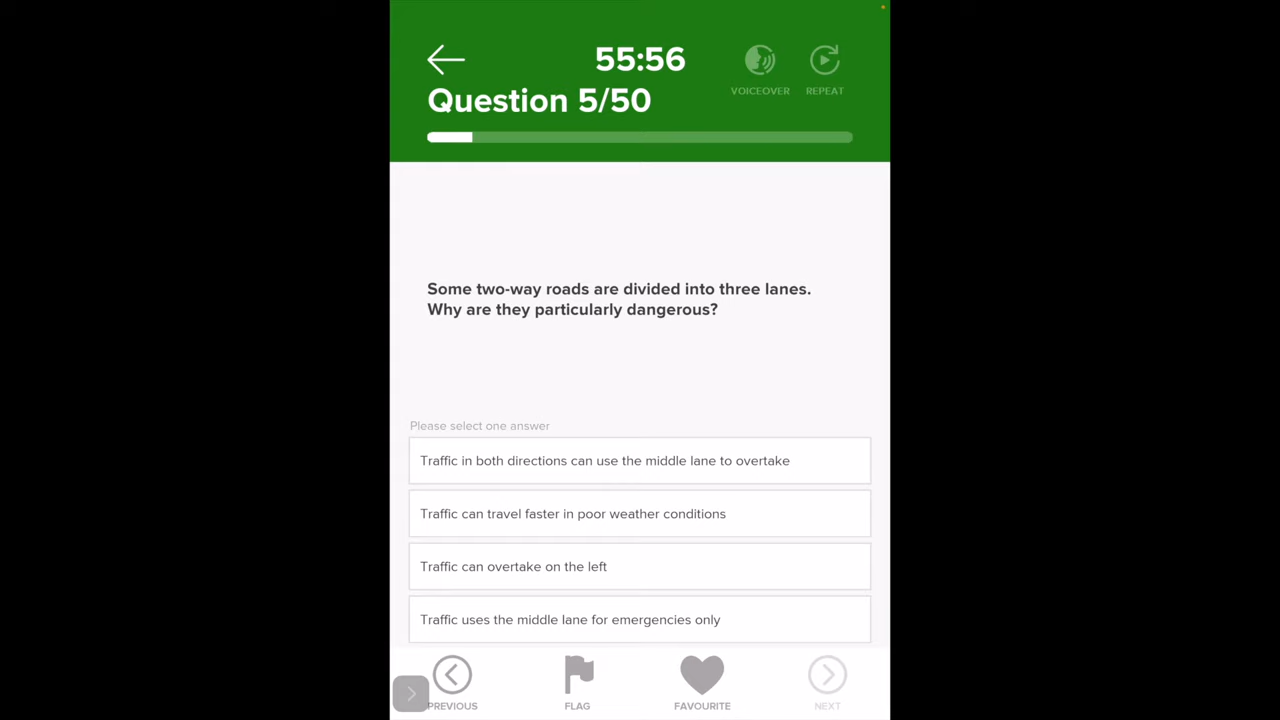 55:56
VOICEOVER
REPEAT
Question 5/50
Some two-way roads are divided into three lanes.
Why are they particularly dangerous?
Please select one answer
Traffic in both directions can use the middle lane to overtake
Traffic can travel faster in poor weather conditions
Traffic can overtake on the left
Traffic uses the middle lane for emergencies only
PREVIOUS
FLAG
FAVOURITE
NEXT